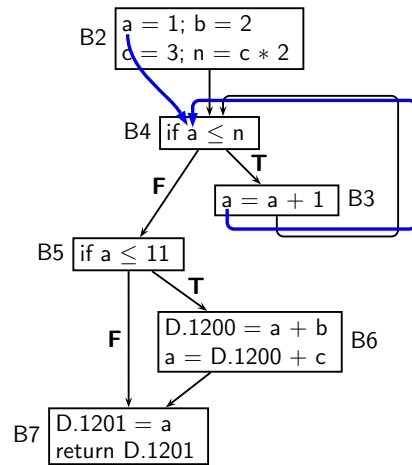 B2
a = 1; b = 2
c = 3; n = c * 2
B4
if a ≤ n
F
T
a = a + 1
B3
B5
if a ≤ 11
F
T
D.1200 = a + b
a = D.1200 + c
B6
B7
D.1201 = a
return D.1201